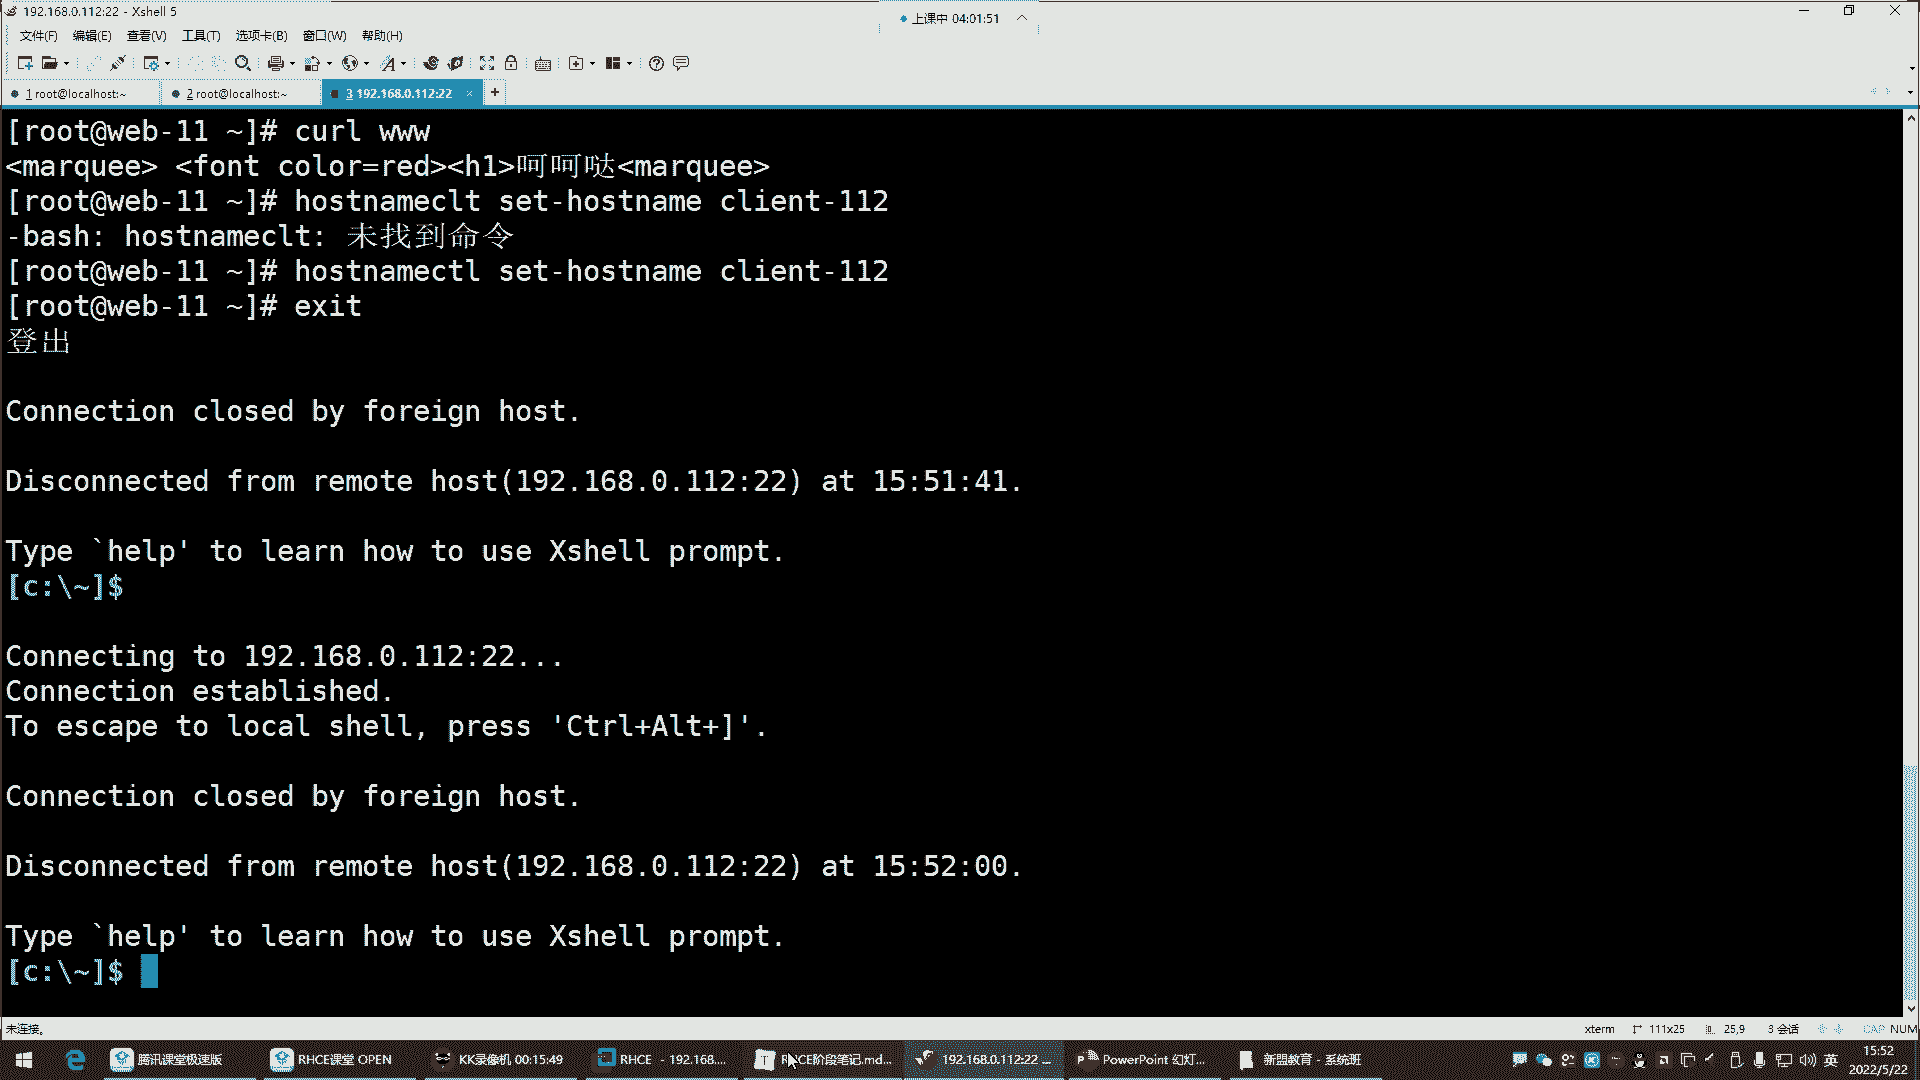 192.168.0.112:22 - Xshell 5
上课中 04:01:51
文件(F) 编辑(E) 查看(V) 工具(T) 选项卡(B) 窗口(W) 帮助(H)
1 root@localhost:~ 2 root@localhost:~ 3 192.168.0.112:22 × +
[root@web-11 ~]# curl www
<marquee> <font color=red><h1>呵呵哒<marquee>
[root@web-11 ~]# hostnameclt set-hostname client-112
-bash: hostnameclt: 未找到命令
[root@web-11 ~]# hostnamectl set-hostname client-112
[root@web-11 ~]# exit
登出
Connection closed by foreign host.
Disconnected from remote host(192.168.0.112:22) at 15:51:41.
Type `help' to learn how to use Xshell prompt.
[c:\~]$
Connecting to 192.168.0.112:22...
Connection established.
To escape to local shell, press 'Ctrl+Alt+]'.
Connection closed by foreign host.
Disconnected from remote host(192.168.0.112:22) at 15:52:00.
Type `help' to learn how to use Xshell prompt.
[c:\~]$
未连接。 xterm 111x25 25,9 3 会话 CAP NUM
腾讯课堂极速版 RHCE课堂 OPEN KK录像机 00:15:49 RHCE - 192.168.... RHCE阶段笔记.md... 192.168.0.112:22 ... PowerPoint 幻灯... 新盟教育 - 系统班 英 15:52
2022/5/22